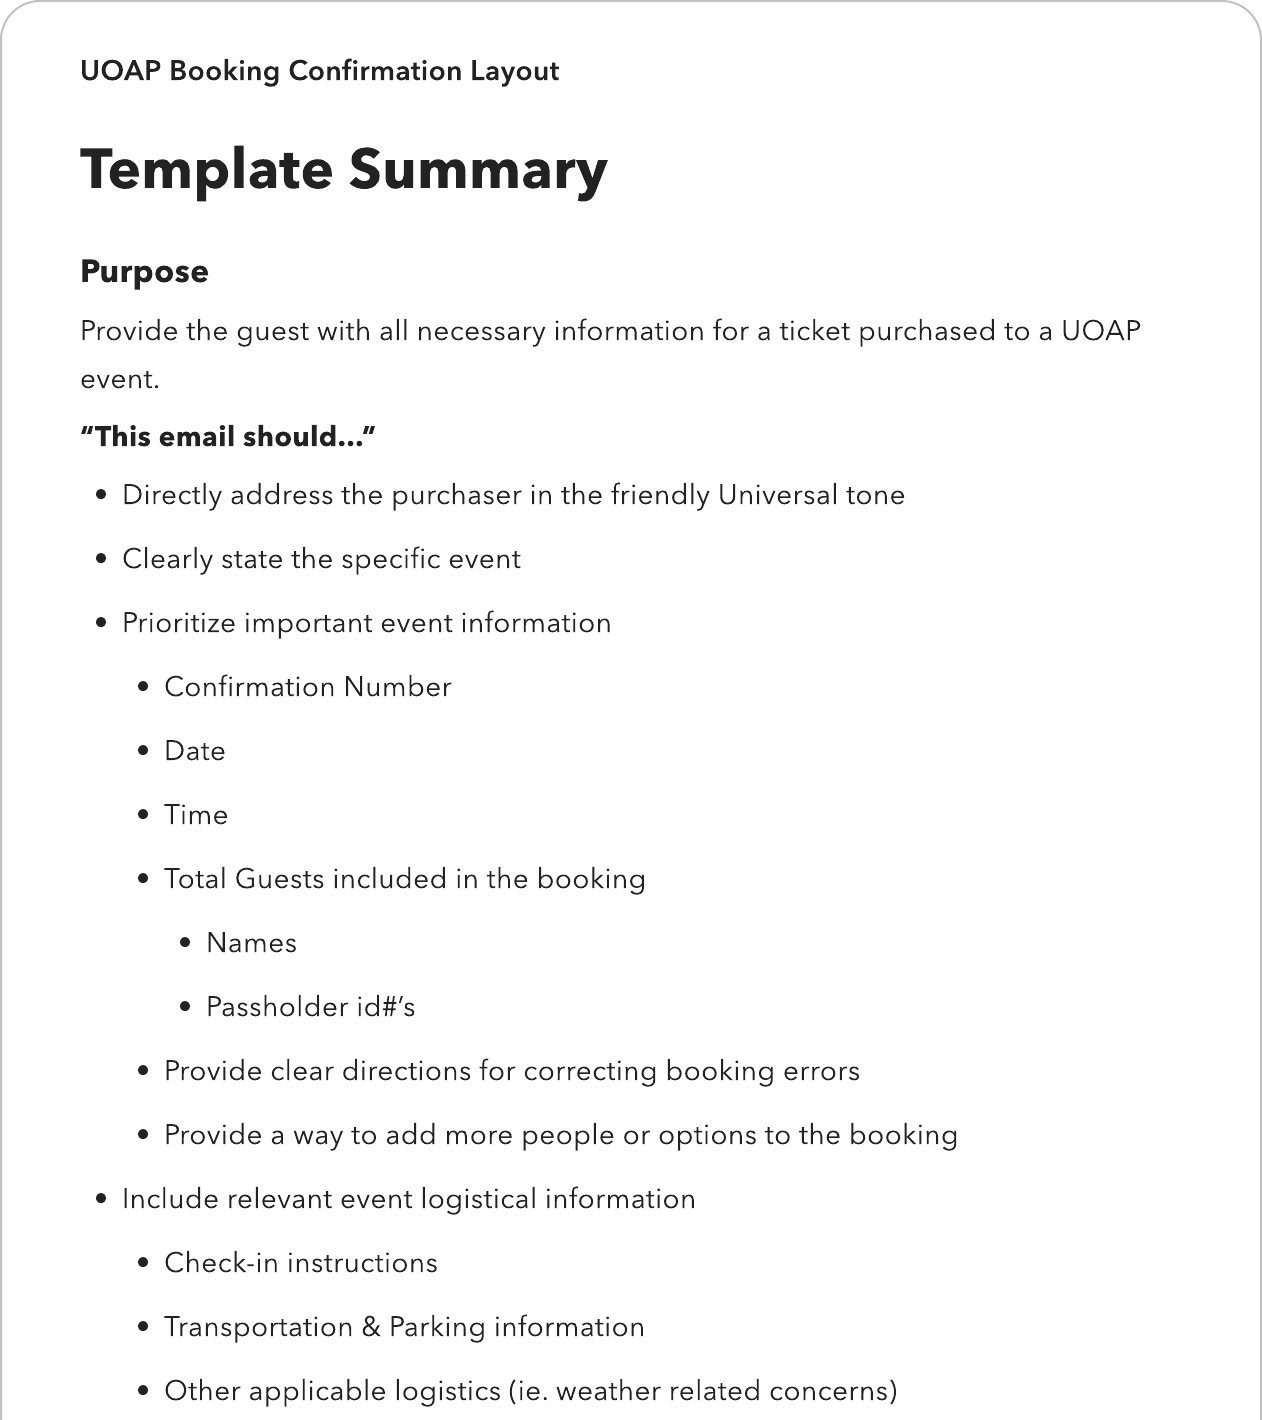 UOAP Booking Confirmation Layout
Template Summary
Purpose
Provide the guest with all necessary information for a ticket purchased to a UOAP
event.
“This email should...”
• Directly address the purchaser in the friendly Universal tone
• Clearly state the specific event
• Prioritize important event information
• Confirmation Number
• Date
• Time
• Total Guests included in the booking
• Names
• Passholder id#’s
• Provide clear directions for correcting booking errors
• Provide a way to add more people or options to the booking
• Include relevant event logistical information
• Check-in instructions
• Transportation & Parking information
• Other applicable logistics (ie. weather related concerns)